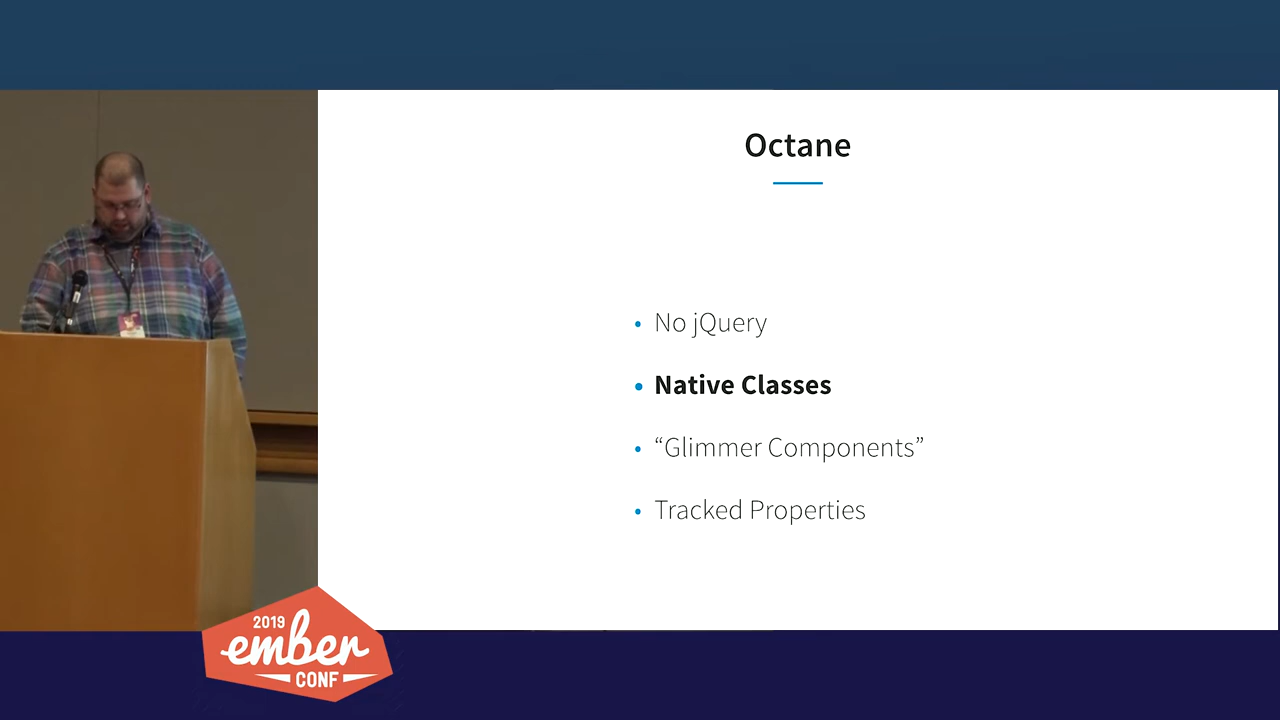 Octane
• No jQuery
• Native Classes
• “Glimmer Components”
• Tracked Properties
2019
ember
CONF